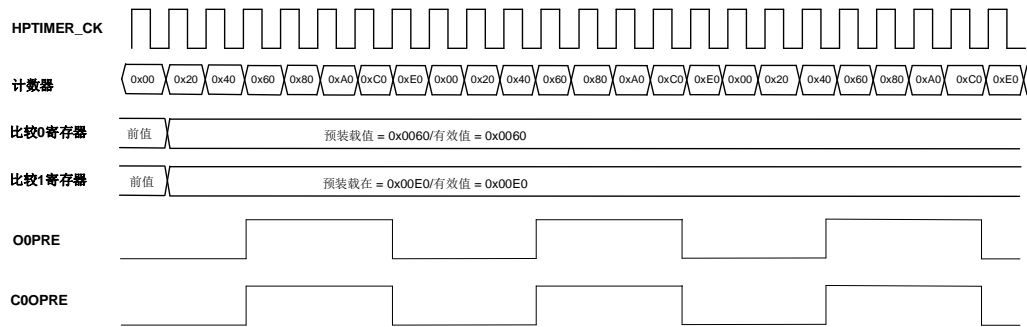 HPTIMER_CK
计数器 0x00 0x20 0x40 0x60 0x80 0xA0 0xC0 0xE0 0x00 0x20 0x40 0x60 0x80 0xA0 0xC0 0xE0 0x00 0x20 0x40 0x60 0x80 0xA0 0xC0 0xE0
比较0寄存器 前值 预装载值 = 0x0060/有效值 = 0x0060
比较1寄存器 前值 预装载在 = 0x00E0/有效值 = 0x00E0
O0PRE
C0OPRE